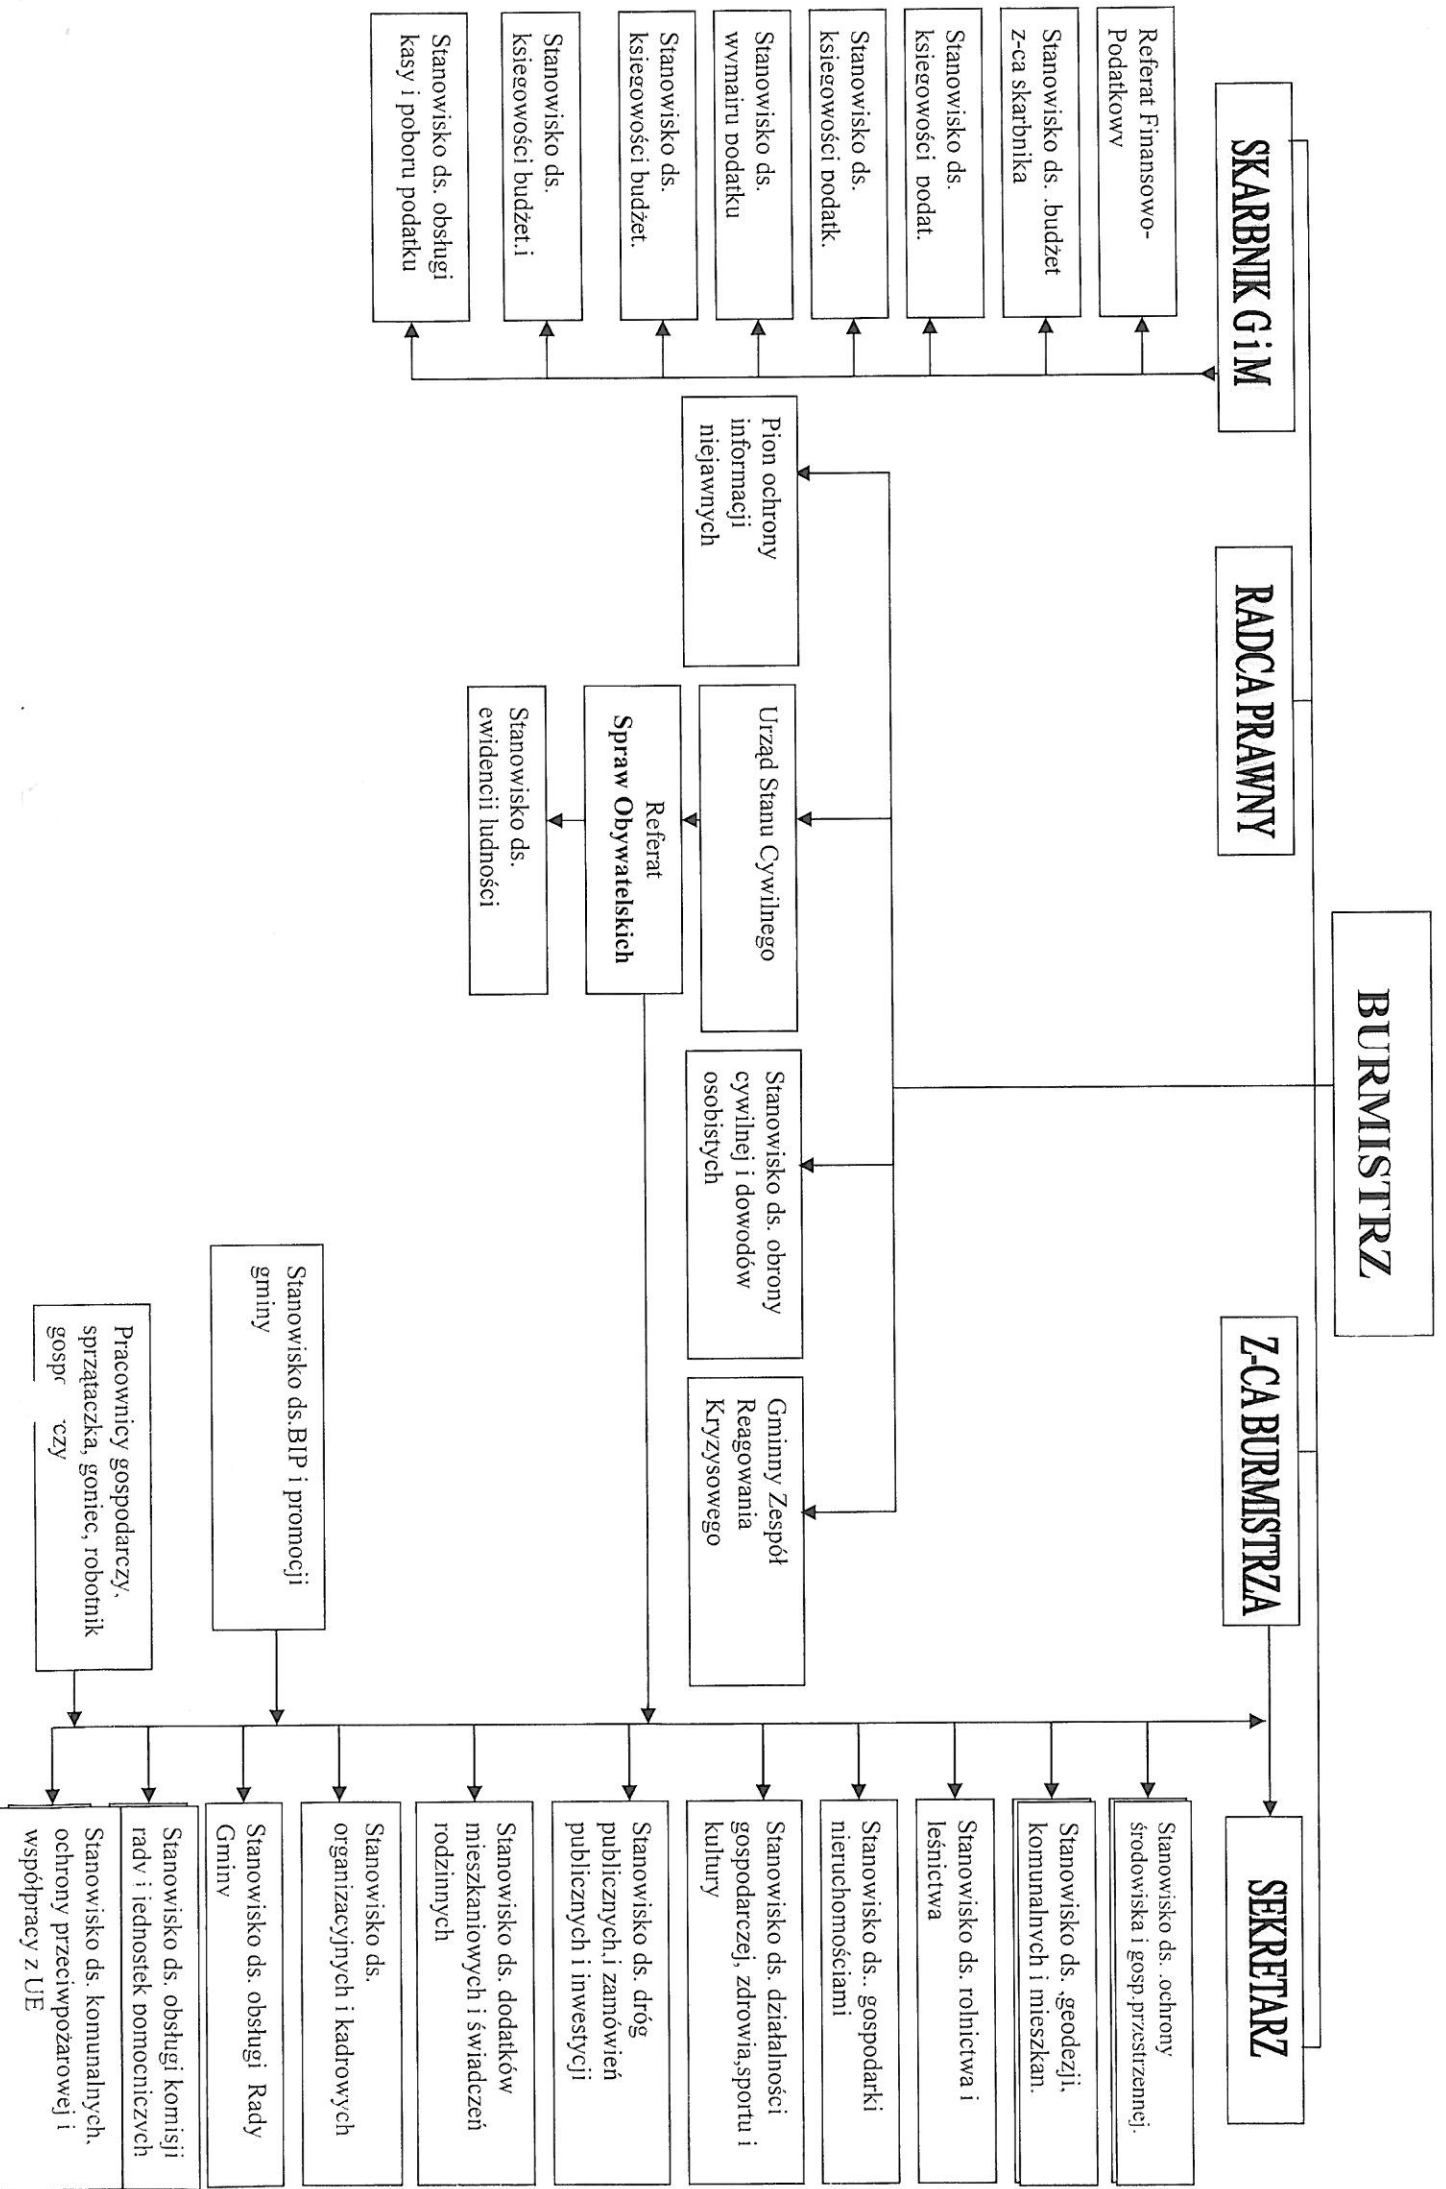 BURMISTRZ
SKARBNIK G i M
RADCA PRAWNY
Z-CA BURMISTRZA
SEKRETARZ
Referat Finansowo-
Podatkowy
Stanowisko ds. .budżet
z-ca skarbnika
Stanowisko ds.
księgowości podat.
Stanowisko ds.
księgowości podatk.
Stanowisko ds.
wymairu podatku
Stanowisko ds.
księgowości budżet.
Stanowisko ds.
księgowości budżet.i
Stanowisko ds. obsługi
kasy i poboru podatku
Pion ochrony
informacji
niejawnych
Urząd Stanu Cywilnego
Referat
Spraw Obywatelskich
Stanowisko ds.
ewidencji ludności
Stanowisko ds. obrony
cywilnej i dowodów
osobistych
Gminny Zespół
Reagowania
Kryzysowego
Stanowisko ds.BIP i promocji
gminy
Pracownicy gospodarczy,
sprzątaczka, goniec, robotnik
Stanowisko ds. .ochrony
środowiska i gosp.przestrzennej.
Stanowisko ds. ,geodezji,
komunalnych i mieszkan.
Stanowisko ds. rolnictwa i
leśnictwa
Stanowisko ds.. gospodarki
nieruchomościami
Stanowisko ds. działalności
gospodarczej, zdrowia,sportu i
kultury
Stanowisko ds. dróg
publicznych,i zamówień
publicznych i inwestycji
Stanowisko ds. dodatków
mieszkaniowych i świadczeń
rodzinnych
Stanowisko ds.
organizacyjnych i kadrowych
Stanowisko ds. obsługi Rady
Gminy
Stanowisko ds. obsługi komisji
rady i jednostek pomocniczych
Stanowisko ds. komunalnych,
ochrony przeciwpożarowej i
współpracy z UE